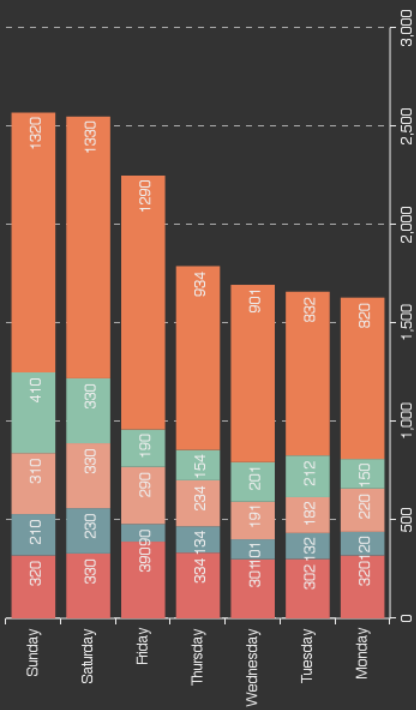 3,000
2,500
2,000
1,500
1,000
500
0
1320 410 310 210 320 Sunday
1330 330 330 230 330 Saturday
1290 190 290 90 390 Friday
934 154 234 134 334 Thursday
901 201 191 101 301 Wednesday
832 212 182 132 302 Tuesday
820 150 220 120 320 Monday